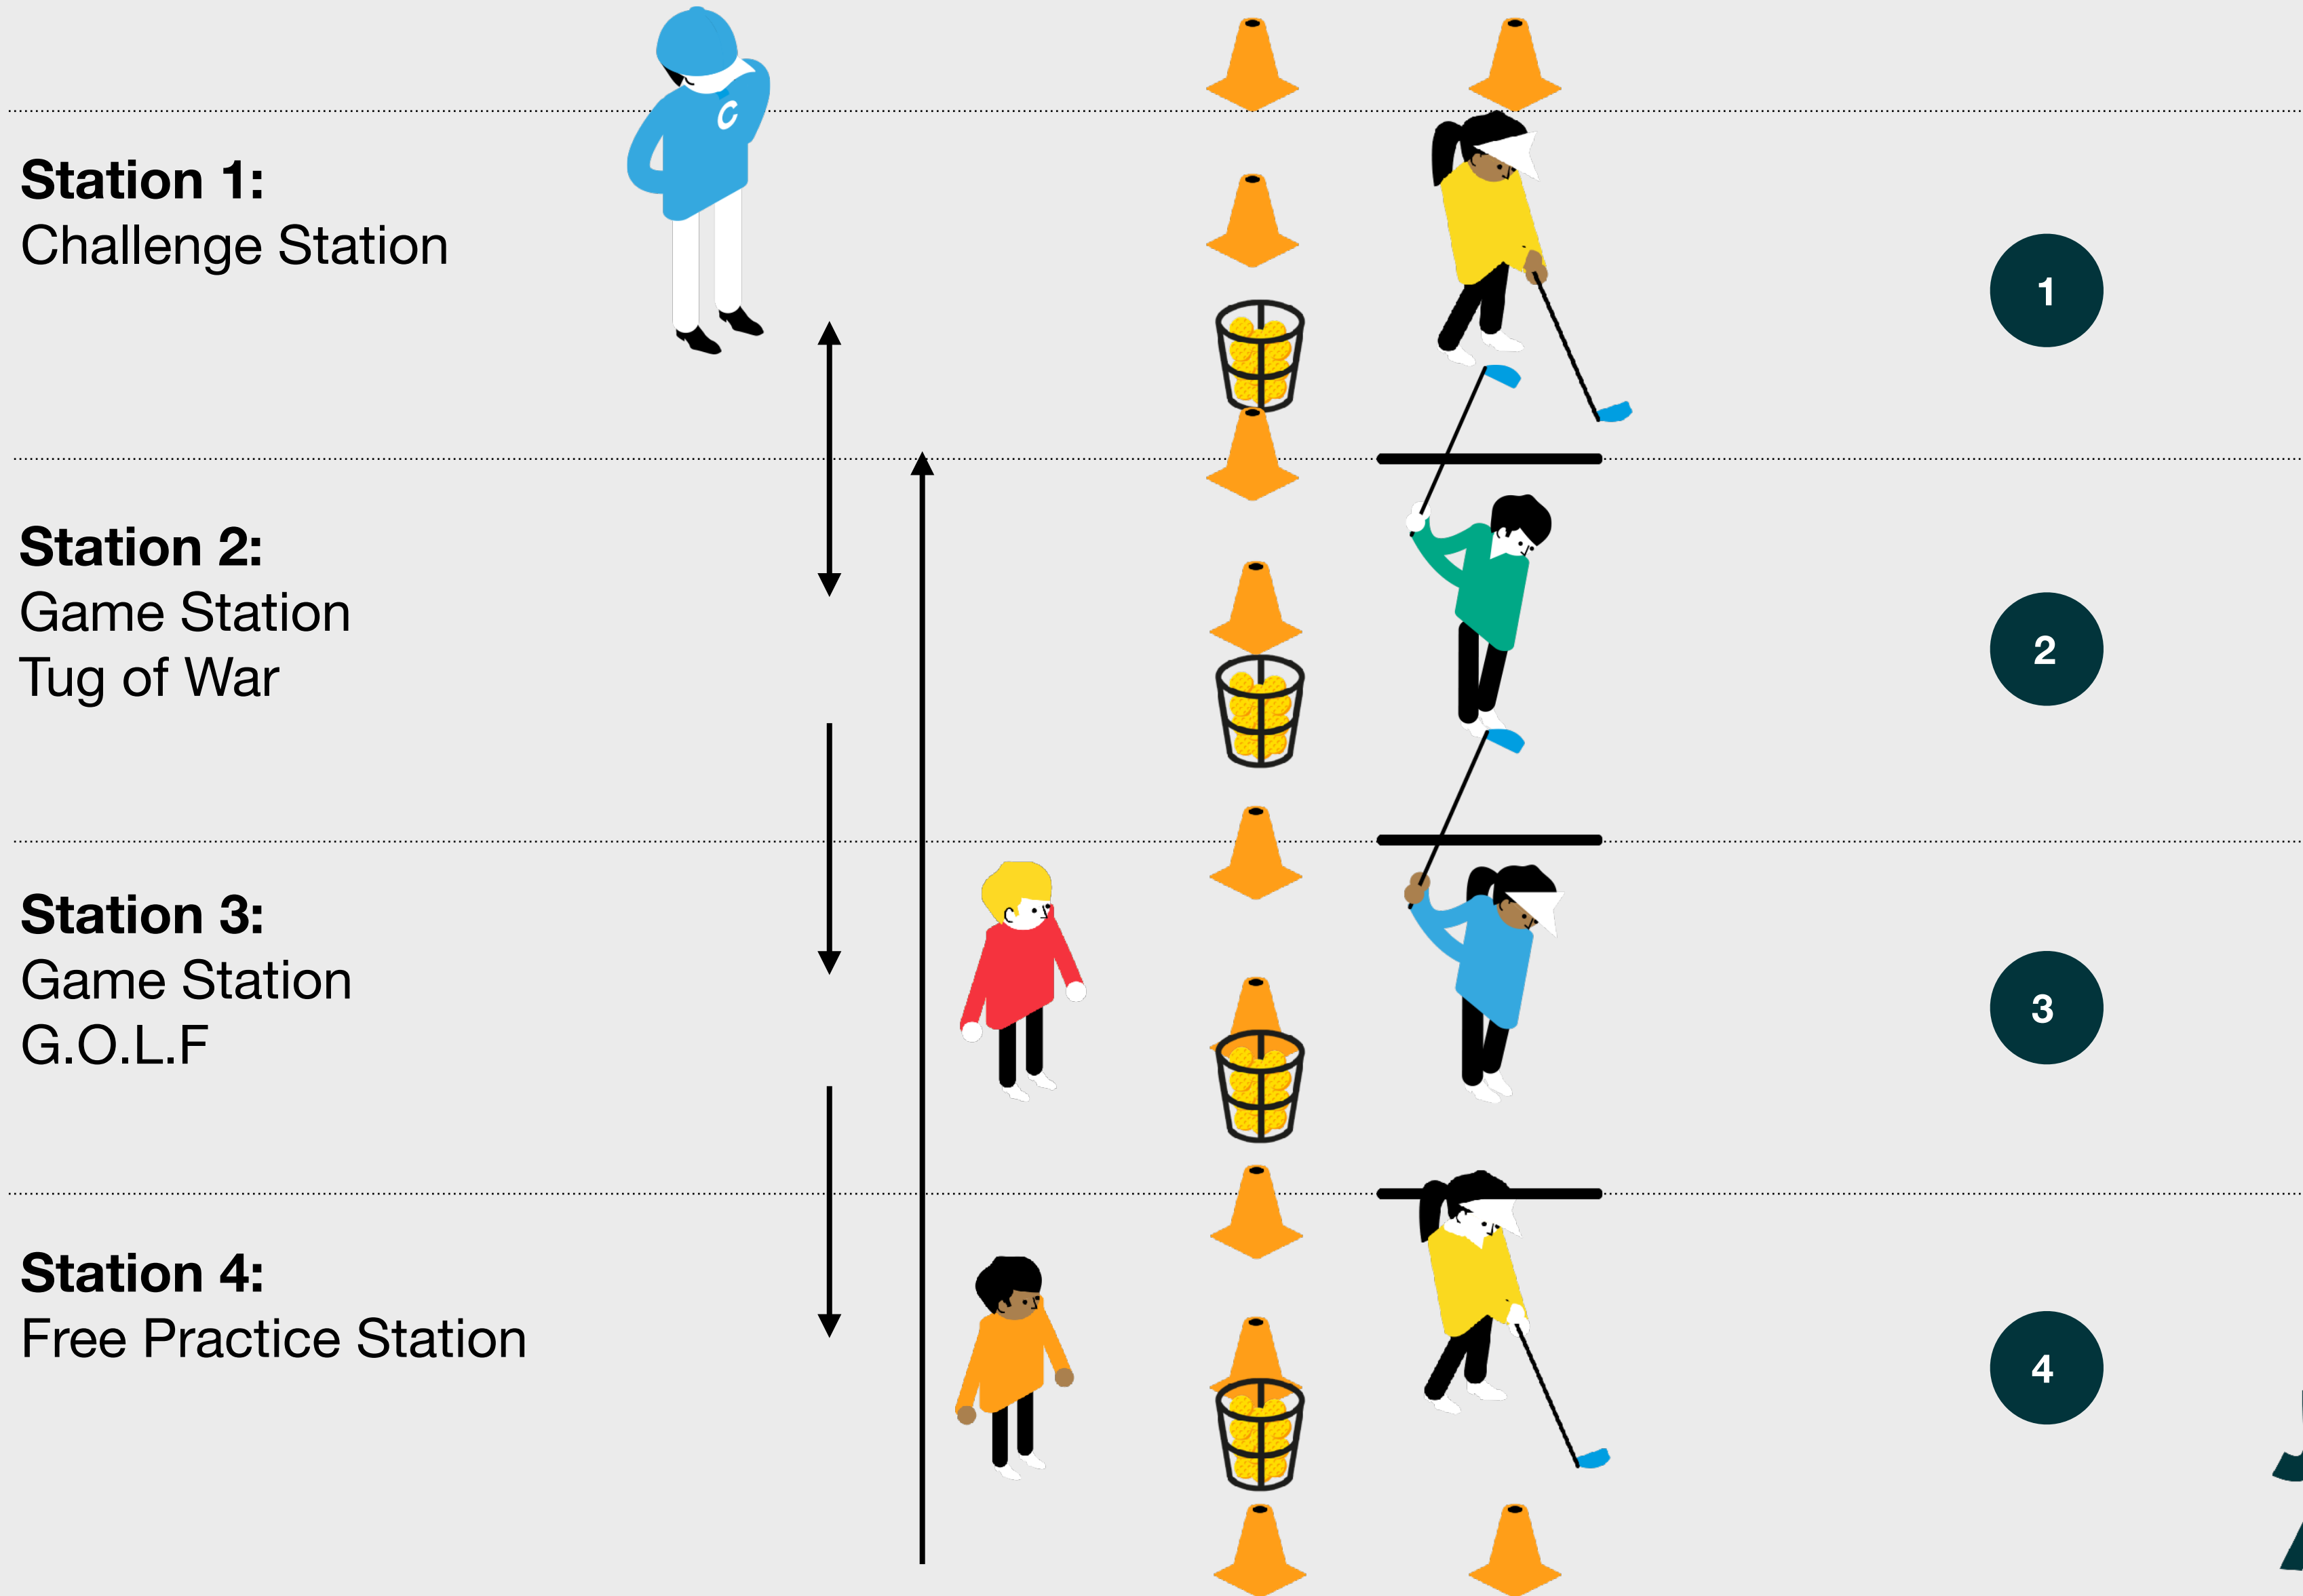 Station 1:
Challenge Station
1
Station 2:
Game Station
Tug of War
2
Station 3:
Game Station
G.O.L.F
3
Station 4:
Free Practice Station
4
C